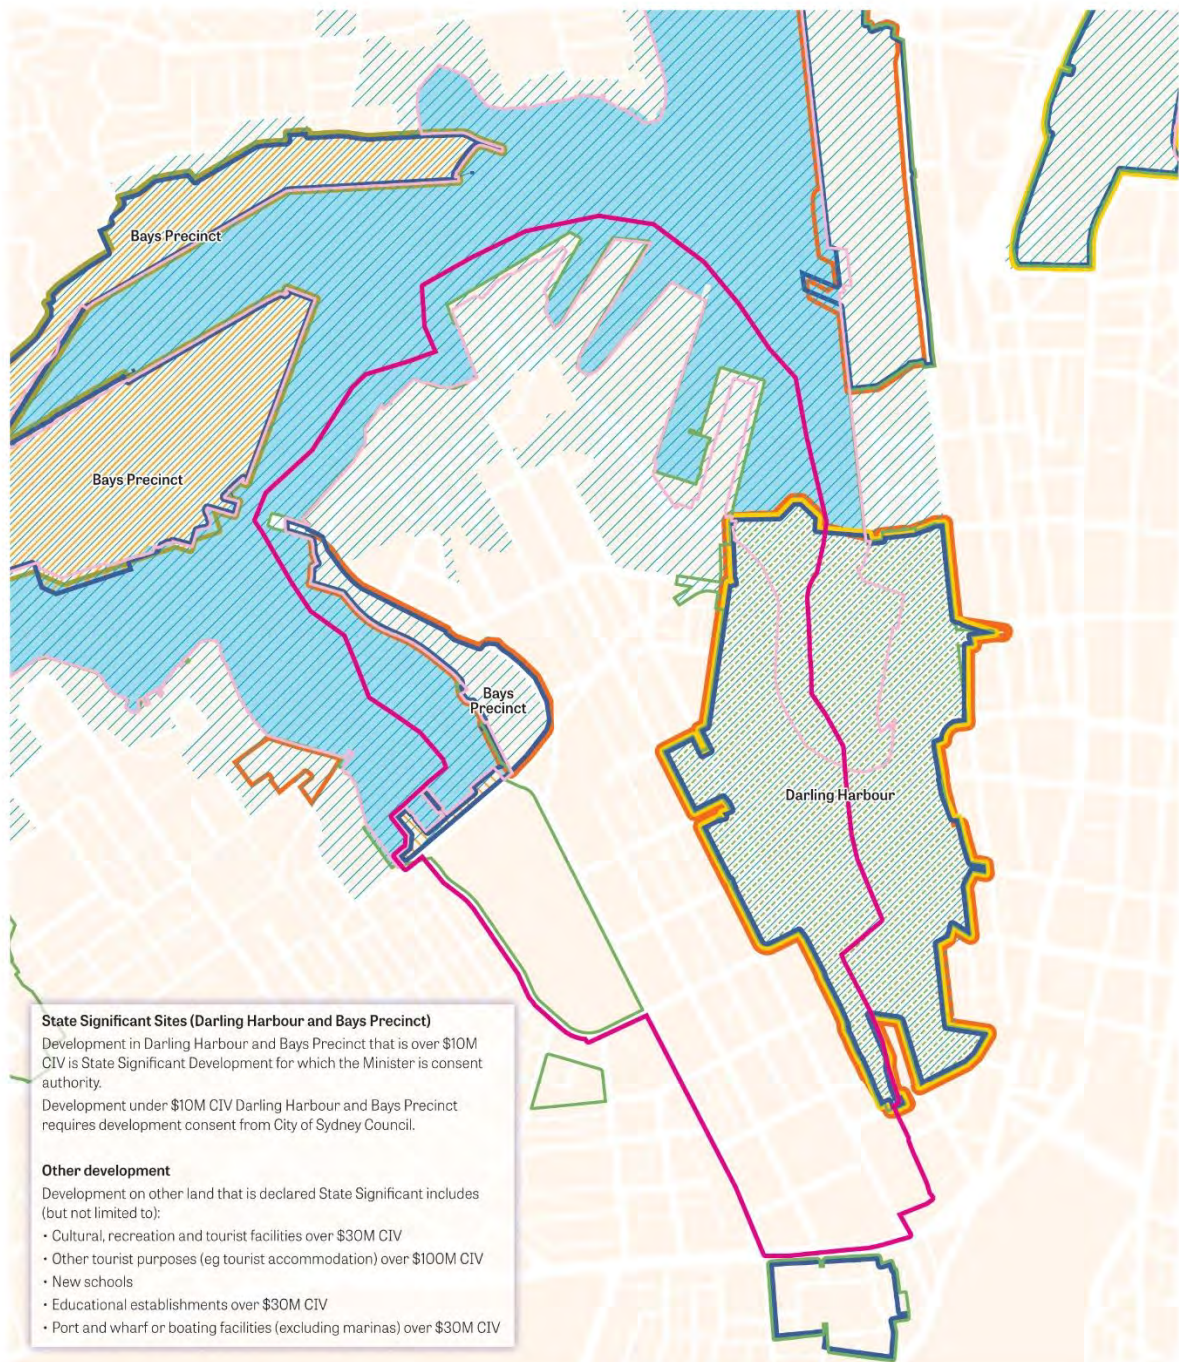 Bays Precinct
Bays Precinct
Bays
Precinct
Darling Harbour
State Significant Sites (Darling Harbour and Bays Precinct)
Development in Darling Harbour and Bays Precinct that is over $10M
CIV is State Significant Development for which the Minister is consent
authority.
Development under $10M CIV Darling Harbour and Bays Precinct
requires development consent from City of Sydney Council.
Other development
Development on other land that is declared State Significant includes
(but not limited to):
• Cultural, recreation and tourist facilities over $30M CIV
• Other tourist purposes (eg tourist accommodation) over $100M CIV
• New schools
• Educational establishments over $30M CIV
• Port and wharf or boating facilities (excluding marinas) over $30M CIV